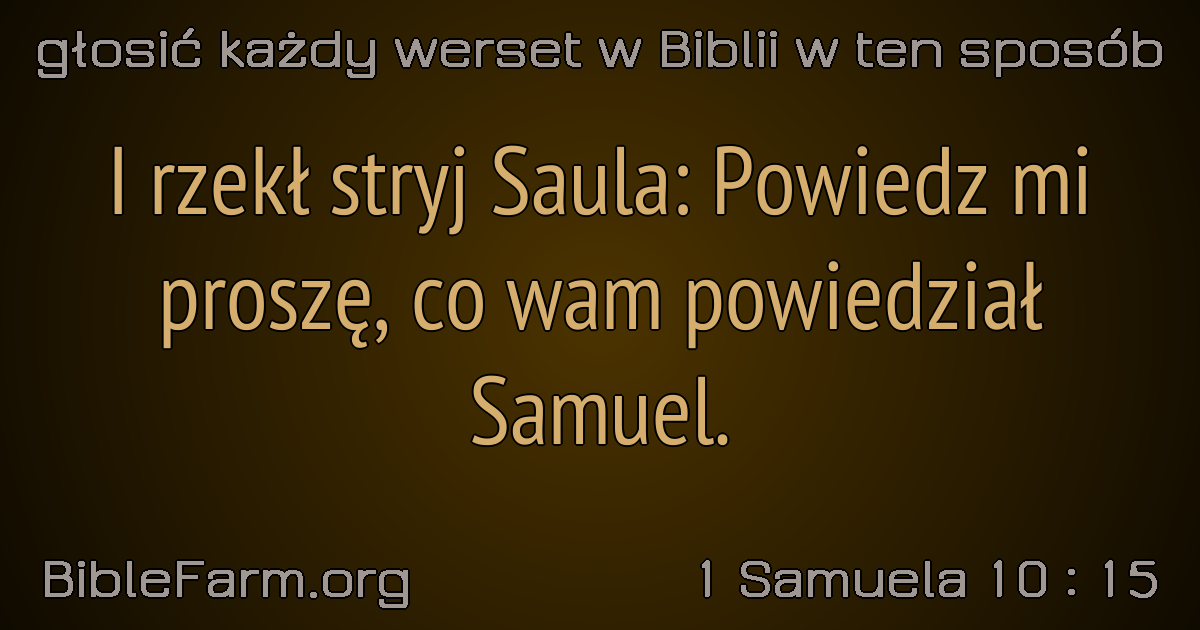 głosić każdy werset w Biblii w ten sposób
I rzekł stryj Saula: Powiedz mi
proszę, co wam powiedział
Samuel.
BibleFarm.org
1 Samuela 10 : 15